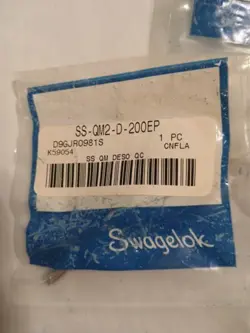 SS-QM2-D-200EP
D9GJR0981S 1 PC
K59054 CNFLA
SS QM DESO QC
Swagelok